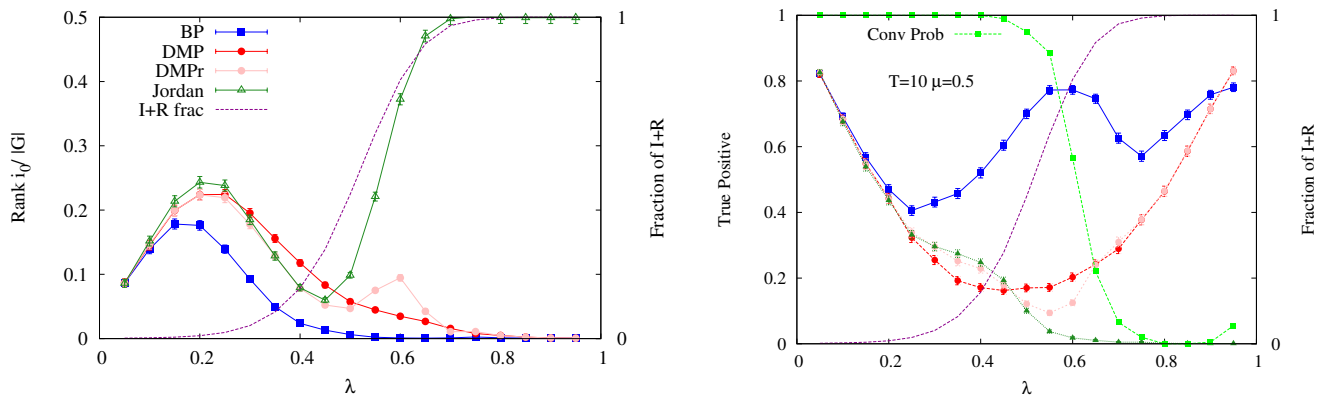 0.5
0.4
0.3
0.2
0.1
0
Rank i0/ |G|
BP
DMP
DMPr
Jordan
I+R frac
1
0
Fraction of I+R
0 0.2 0.4 0.6 0.8 1
λ
1
0.8
0.6
0.4
0.2
0
True Positive
Conv Prob
T=10 μ=0.5
1
0
Fraction of I+R
0 0.2 0.4 0.6 0.8 1
λ